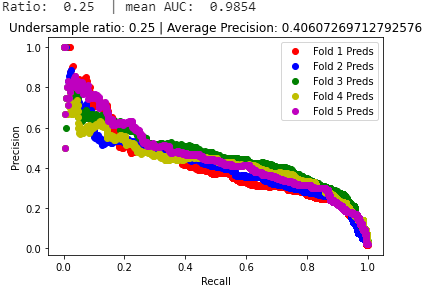 Ratio:  0.25  | mean AUC:  0.9854
Undersample ratio: 0.25 | Average Precision: 0.40607269712792576
1.0
0.8
0.6
0.4
0.2
0.0
Precision
Fold 1 Preds
Fold 2 Preds
Fold 3 Preds
Fold 4 Preds
Fold 5 Preds
0.0 0.2 0.4 0.6 0.8 1.0
Recall